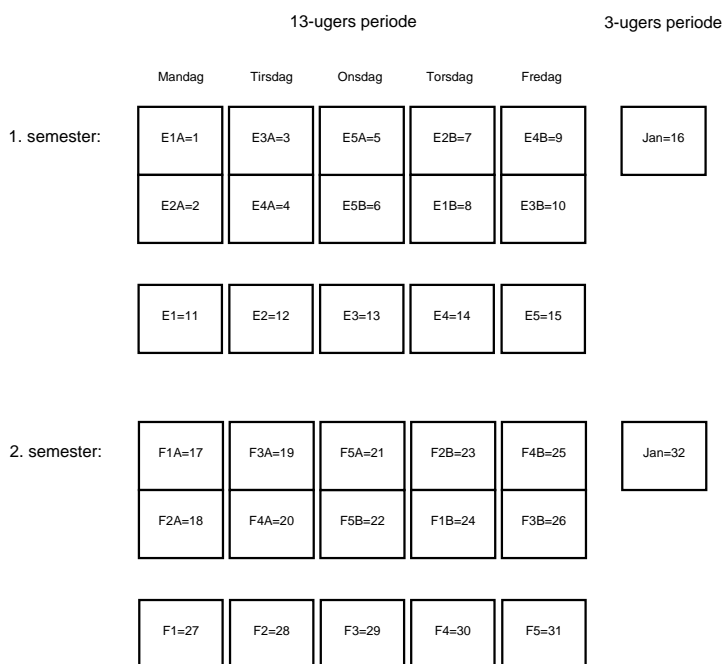 13-ugers periode 3-ugers periode
Mandag Tirsdag Onsdag Torsdag Fredag
1. semester: E1A=1 E3A=3 E5A=5 E2B=7 E4B=9 Jan=16
E2A=2 E4A=4 E5B=6 E1B=8 E3B=10
E1=11 E2=12 E3=13 E4=14 E5=15
2. semester: F1A=17 F3A=19 F5A=21 F2B=23 F4B=25 Jan=32
F2A=18 F4A=20 F5B=22 F1B=24 F3B=26
F1=27 F2=28 F3=29 F4=30 F5=31